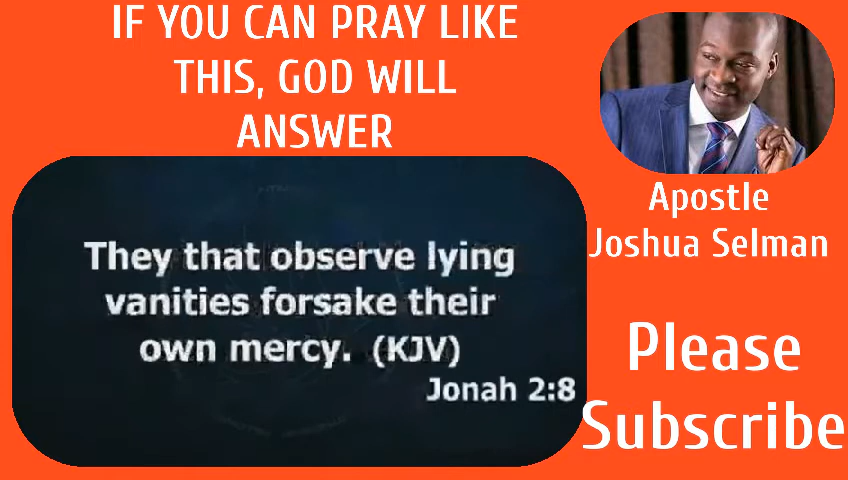 IF YOU CAN PRAY LIKE
THIS, GOD WILL
ANSWER
They that observe lying
vanities forsake their
own mercy. (KJV)
Jonah 2:8
Apostle
Joshua Selman
Please
Subscribe